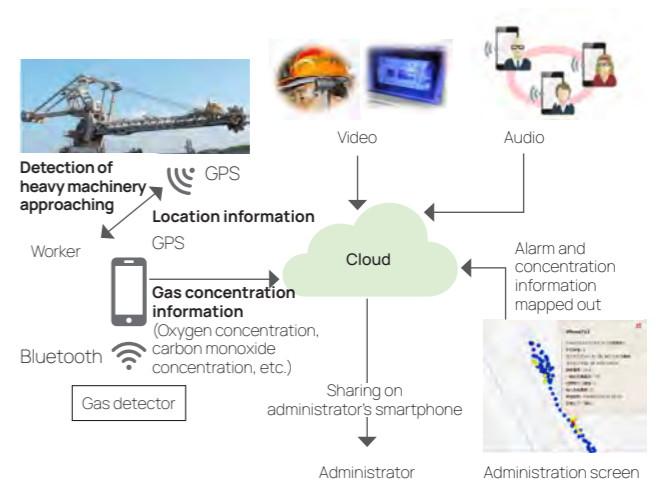 Video
Audio
Detection of
heavy machinery
approaching
GPS
Location information
GPS
Worker
Cloud
Alarm and
concentration
information
mapped out
Gas concentration
information
(Oxygen concentration,
carbon monoxide
concentration, etc.)
Bluetooth
Gas detector
Sharing on
administrator's smartphone
Administrator
Administration screen